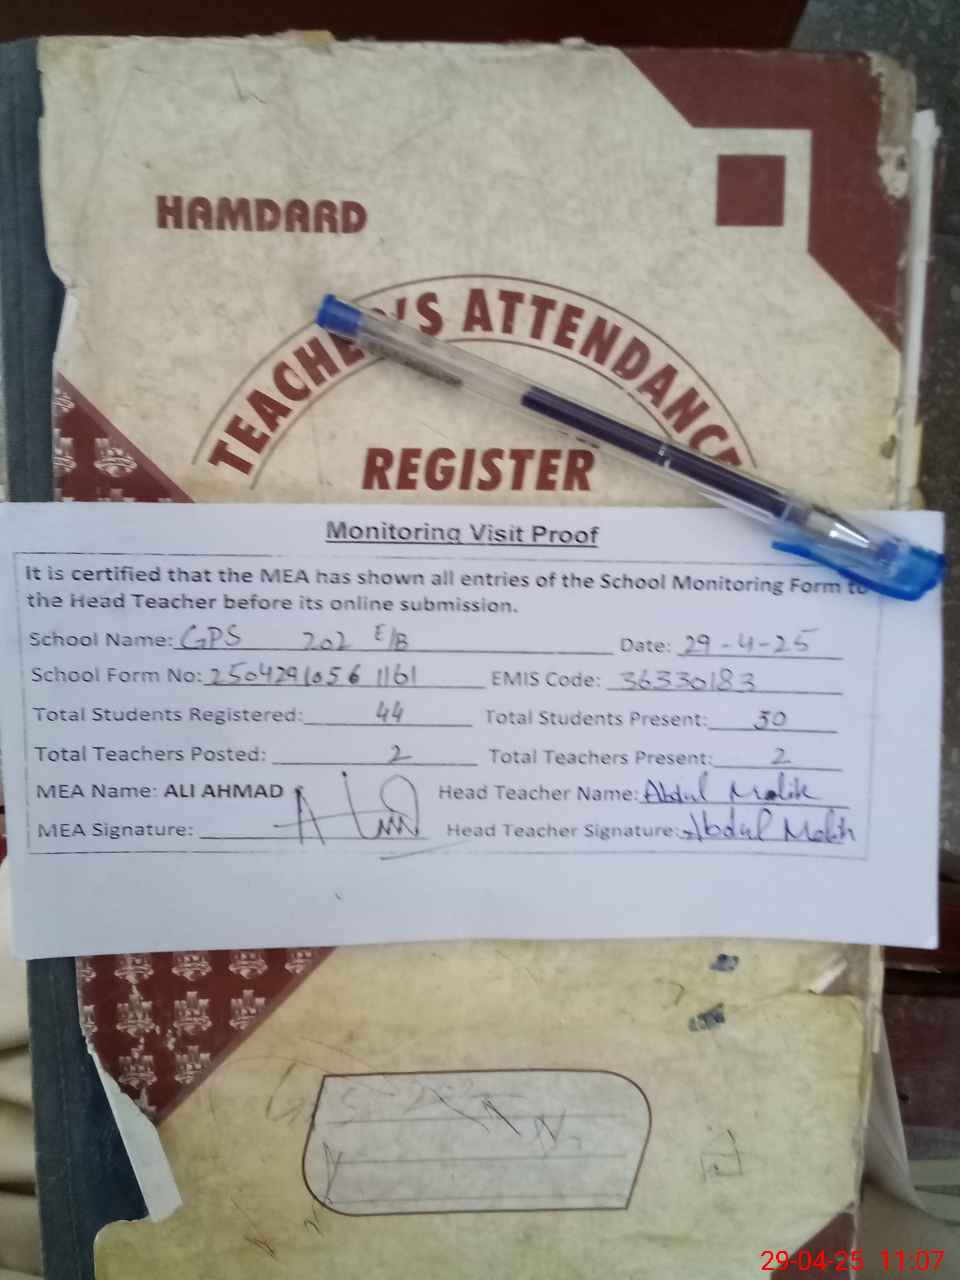 HAMDARD
TEACHER'S ATTENDANCE
REGISTER
Monitoring Visit Proof
It is certified that the MEA has shown all entries of the School Monitoring Form to
the Head Teacher before its online submission.
School Name: GPS 202 E/B Date: 29-4-25
School Form No: 25042910561161 EMIS Code: 36330183
Total Students Registered: 44 Total Students Present: 30
Total Teachers Posted: 2 Total Teachers Present: 2
MEA Name: ALI AHMAD Head Teacher Name: Abdul Malik
MEA Signature: Head Teacher Signature: Abdul Malik
29-04-25 11:07